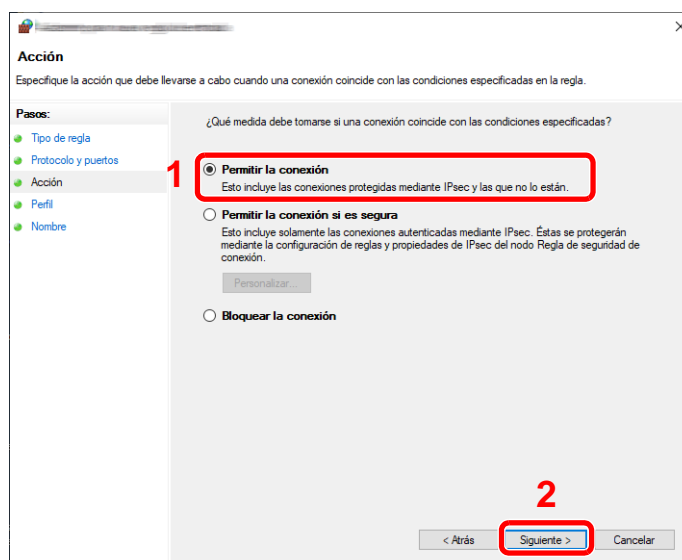 Acción
Especifique la acción que debe llevarse a cabo cuando una conexión coincide con las condiciones especificadas en la regla.
Pasos:
Tipo de regla
Protocolo y puertos
Acción
Perfil
Nombre
¿Qué medida debe tomarse si una conexión coincide con las condiciones especificadas?
1
Permitir la conexión
Esto incluye las conexiones protegidas mediante IPsec y las que no lo están.
Permitir la conexión si es segura
Esto incluye solamente las conexiones autenticadas mediante IPsec. Éstas se protegerán
mediante la configuración de reglas y propiedades de IPsec del nodo Regla de seguridad de
conexión.
Personalizar...
Bloquear la conexión
2
< Atrás
Siguiente >
Cancelar